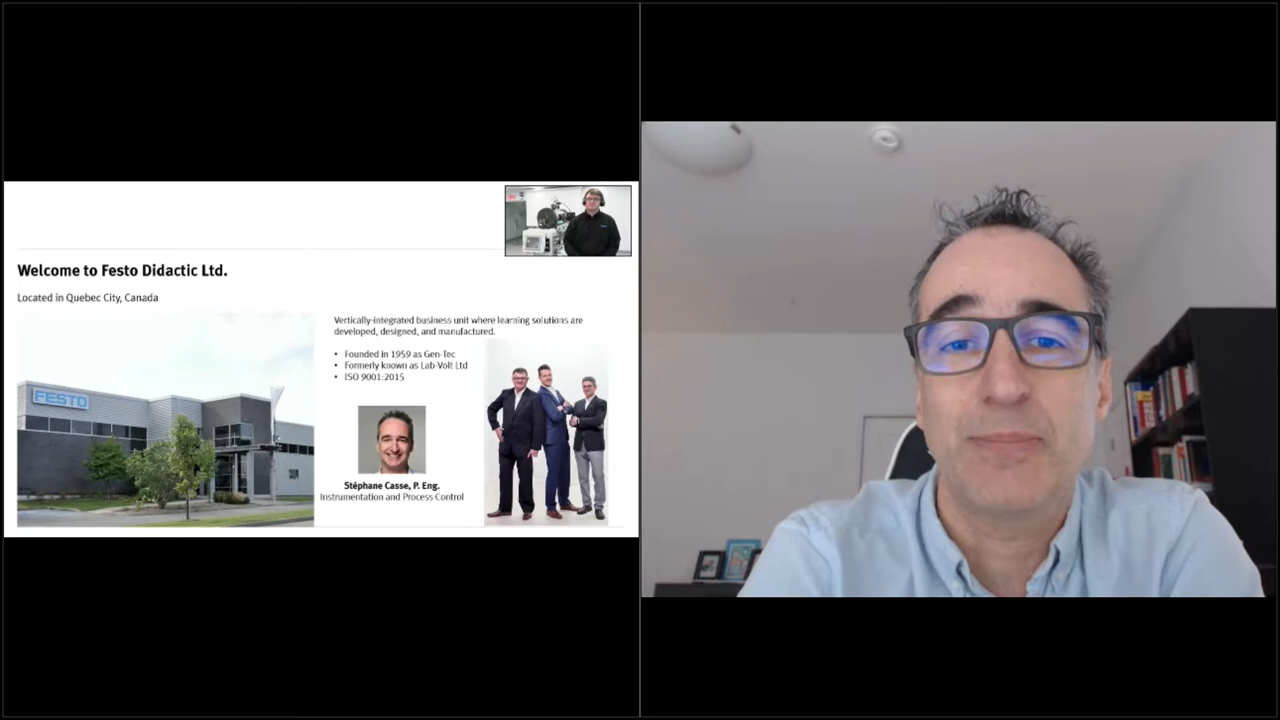 Welcome to Festo Didactic Ltd.
Located in Quebec City, Canada
FESTO
Vertically-integrated business unit where learning solutions are
developed, designed, and manufactured.
• Founded in 1959 as Gen-Tec
• Formerly known as Lab-Volt Ltd
• ISO 9001:2015
Stéphane Casse, P. Eng.
Instrumentation and Process Control